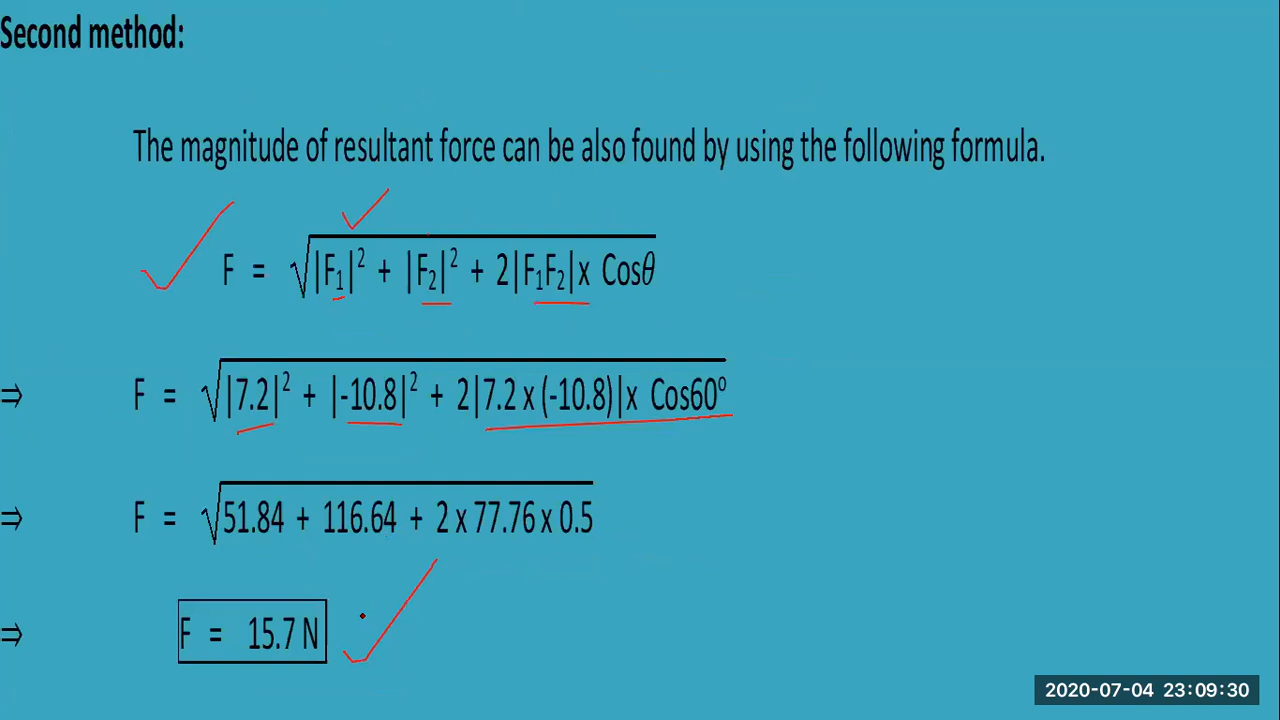 Second method:
The magnitude of resultant force can be also found by using the following formula.
F = √|F₁|² + |F₂|² + 2|F₁F₂|x Cosθ
⇒ F = √|7.2|² + |-10.8|² + 2|7.2 x (-10.8)|x Cos60º
⇒ F = √51.84 + 116.64 + 2 x 77.76 x 0.5
⇒ F = 15.7 N
2020-07-04 23:09:30